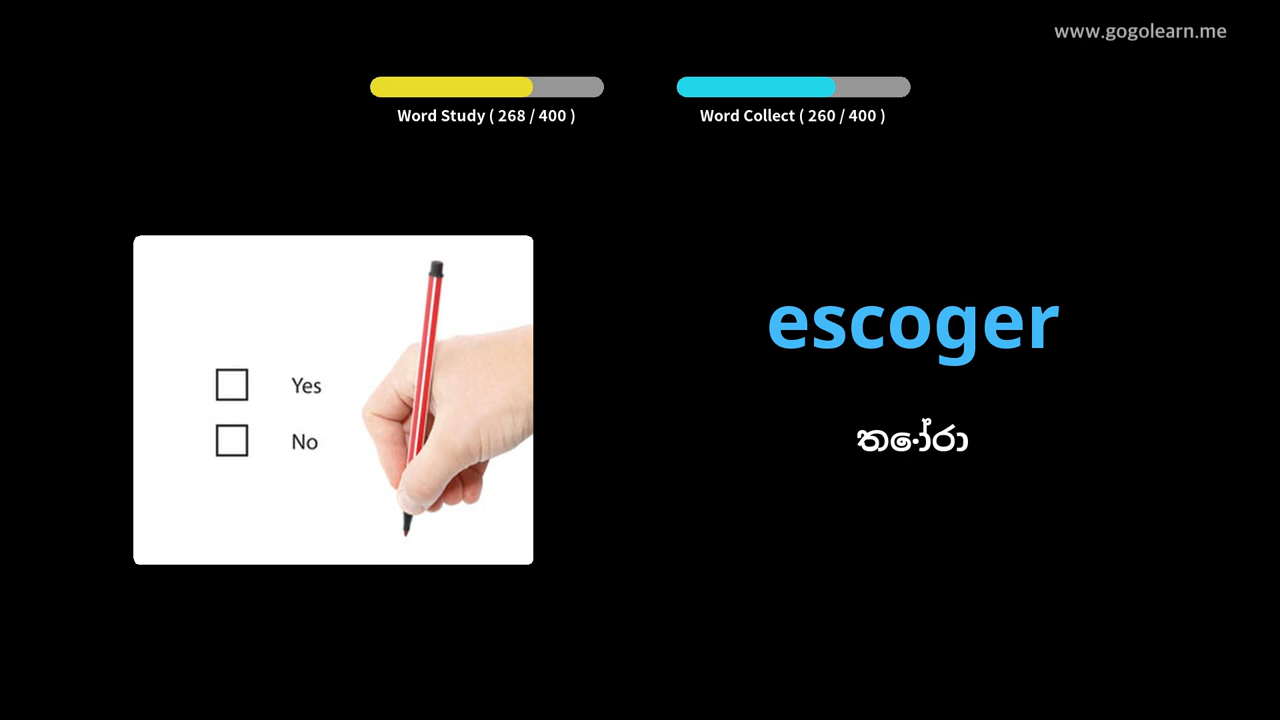 www.gogolearn.me
Word Study ( 268 / 400 )
Word Collect ( 260 / 400 )
Yes
No
escoger
තෝරා